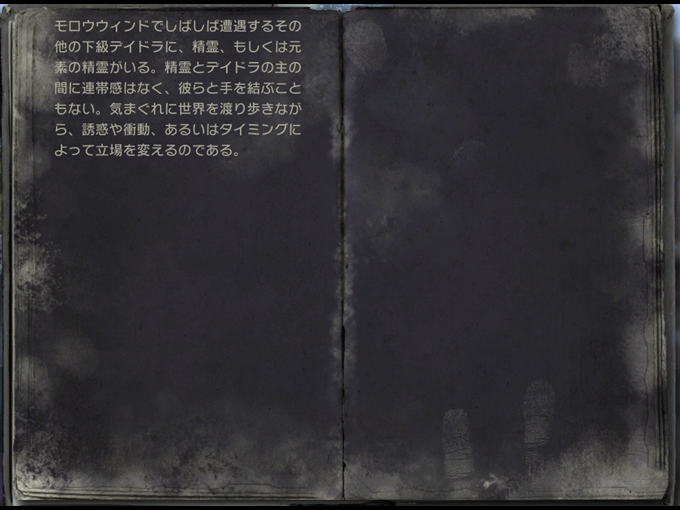 モロウウィンドでしばしば遭遇するその
他の下級デイドラに、精霊、もしくは元
素の精霊がいる。精霊とデイドラの主の
間に連帯感はなく、彼らと手を結ぶこと
もない。気まぐれに世界を渡り歩きなが
ら、誘惑や衝動、あるいはタイミングに
よって立場を変えるのである。